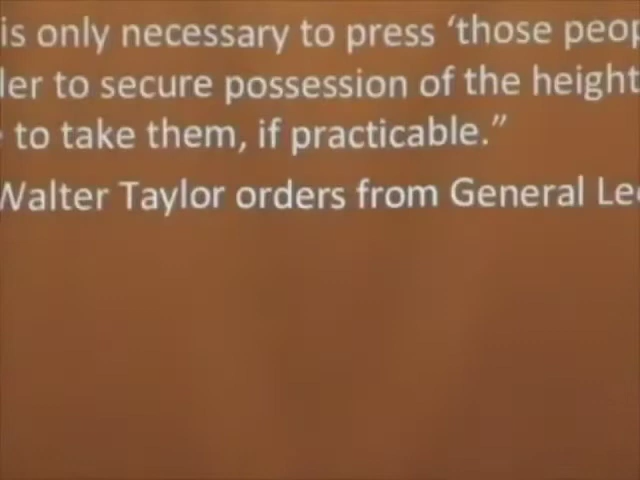 is only necessary to press ‘those peop
ler to secure possession of the height
to take them, if practicable.”
Walter Taylor orders from General Lee